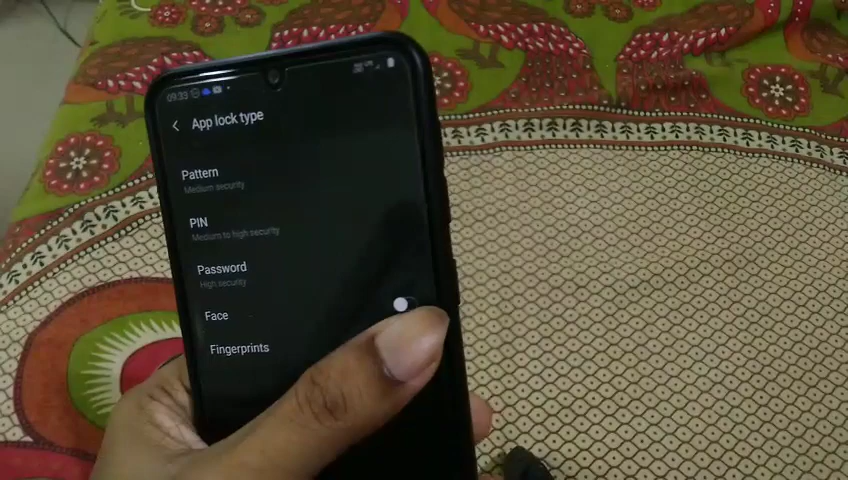 09:33
App lock type
Pattern
Medium security
PIN
Medium to high security
Password
High security
Face
Fingerprints